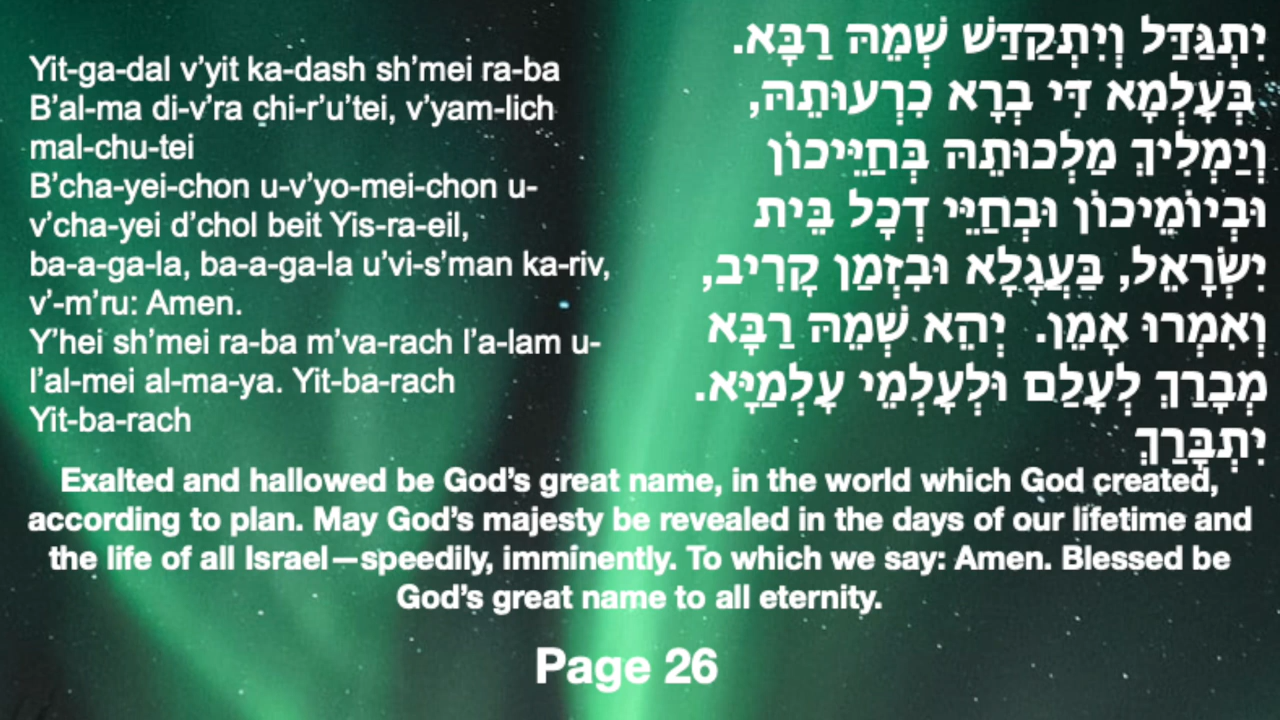 Yit-ga-dal v’yit ka-dash sh’mei ra-ba
B’al-ma di-v’ra chi-r’u’tei, v’yam-lich
mal-chu-tei
B’cha-yei-chon u-v’yo-mei-chon u-
v’cha-yei d’chol beit Yis-ra-eil,
ba-a-ga-la, ba-a-ga-la u’vi-s’man ka-riv,
v’-m’ru: Amen.
Y’hei sh’mei ra-ba m’va-rach l’a-lam u-
l’al-mei al-ma-ya. Yit-ba-rach
Yit-ba-rach
יִתְגַּדַּל וְיִתְקַדַּשׁ שְׁמֵהּ רַבָּא.
בְּעָלְמָא דִּי בְרָא כִרְעוּתֵהּ,
וְיַמְלִיךְ מַלְכוּתֵהּ בְּחַיֵּיכוֹן
וּבְיוֹמֵיכוֹן וּבְחַיֵּי דְכָל בֵּית
יִשְׂרָאֵל, בַּעֲגָלָא וּבִזְמַן קָרִיב,
וְאִמְרוּ אָמֵן. יְהֵא שְׁמֵהּ רַבָּא
מְבָרַךְ לְעָלַם וּלְעָלְמֵי עָלְמַיָּא.
יִתְבָּרַךְ
Exalted and hallowed be God’s great name, in the world which God created,
according to plan. May God’s majesty be revealed in the days of our lifetime and
the life of all Israel—speedily, imminently. To which we say: Amen. Blessed be
God’s great name to all eternity.
Page 26